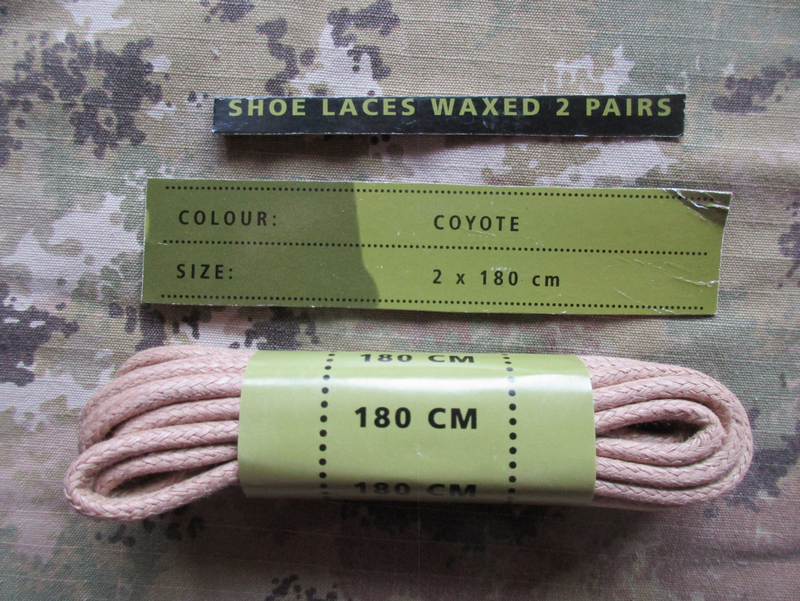 SHOE LACES WAXED 2 PAIRS
COLOUR: COYOTE
SIZE: 2 x 180 cm
180 CM
180 CM
180 CM